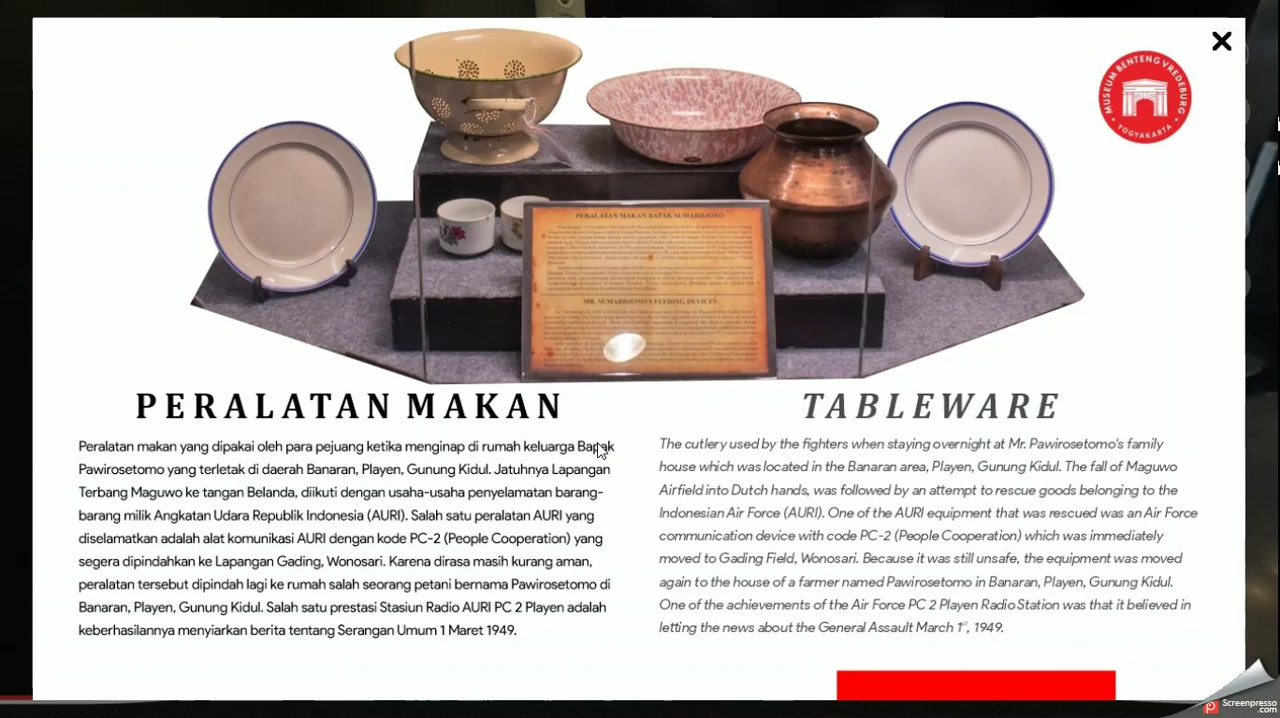 MUSEUM BENTENG VREDEBURG
YOGYAKARTA
PERALATAN MAKAN BAPAK SUMARDJONO
MR. SUMARDJONO'S FEEDING DEVICES
PERALATAN MAKAN
Peralatan makan yang dipakai oleh para pejuang ketika menginap di rumah keluarga Bapak
Pawirosetomo yang terletak di daerah Banaran, Playen, Gunung Kidul. Jatuhnya Lapangan
Terbang Maguwo ke tangan Belanda, diikuti dengan usaha-usaha penyelamatan barang-
barang milik Angkatan Udara Republik Indonesia (AURI). Salah satu peralatan AURI yang
diselamatkan adalah alat komunikasi AURI dengan kode PC-2 (People Cooperation) yang
segera dipindahkan ke Lapangan Gading, Wonosari. Karena dirasa masih kurang aman,
peralatan tersebut dipindah lagi ke rumah salah seorang petani bernama Pawirosetomo di
Banaran, Playen, Gunung Kidul. Salah satu prestasi Stasiun Radio AURI PC 2 Playen adalah
keberhasilannya menyiarkan berita tentang Serangan Umum 1 Maret 1949.
TABLEWARE
The cutlery used by the fighters when staying overnight at Mr. Pawirosetomo's family
house which was located in the Banaran area, Playen, Gunung Kidul. The fall of Maguwo
Airfield into Dutch hands, was followed by an attempt to rescue goods belonging to the
Indonesian Air Force (AURI). One of the AURI equipment that was rescued was an Air Force
communication device with code PC-2 (People Cooperation) which was immediately
moved to Gading Field, Wonosari. Because it was still unsafe, the equipment was moved
again to the house of a farmer named Pawirosetomo in Banaran, Playen, Gunung Kidul.
One of the achievements of the Air Force PC 2 Playen Radio Station was that it believed in
letting the news about the General Assault March 1st, 1949.
Screenpresso
.com